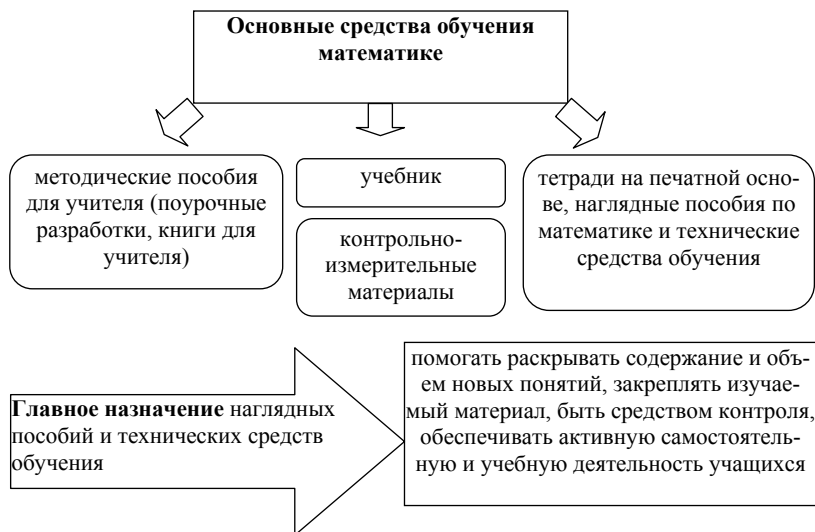 Основные средства обучения
математике
методические пособия
для учителя (поурочные
разработки, книги для
учителя)
учебник
контрольно-
измерительные
материалы
тетради на печатной осно-
ве, наглядные пособия по
математике и технические
средства обучения
Главное назначение наглядных
пособий и технических средств
обучения
помогать раскрывать содержание и объ-
ем новых понятий, закреплять изучае-
мый материал, быть средством контроля,
обеспечивать активную самостоятель-
ную и учебную деятельность учащихся